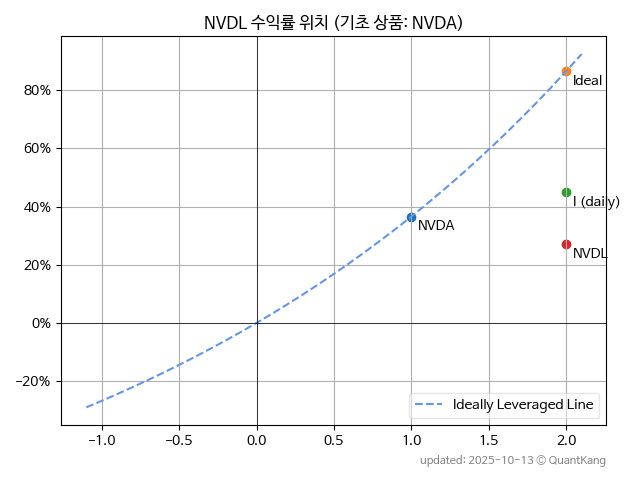 NVDL 수익률 위치 (기초 상품: NVDA)
80%
60%
40%
20%
0%
−20%
Ideal
I (daily)
NVDA
NVDL
Ideally Leveraged Line
−1.0 −0.5 0.0 0.5 1.0 1.5 2.0
updated: 2025-10-13 © QuantKang